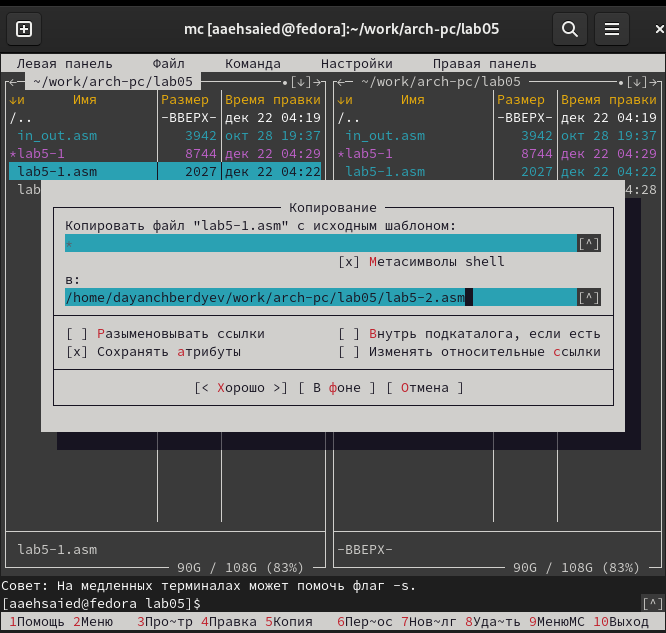 mc [aaehsaied@fedora]:~/work/arch-pc/lab05
Левая панель Файл Команда Настройки Правая панель
←- ~/work/arch-pc/lab05 •[↓]→ ←- ~/work/arch-pc/lab05 •[↓]→
↓и Имя Размер Время правки ↓и Имя Размер Время правки
/.. -ВВЕРХ- дек 22 04:19 /.. -ВВЕРХ- дек 22 04:19
in_out.asm 3942 окт 28 19:37 in_out.asm 3942 окт 28 19:37
*lab5-1 8744 дек 22 04:29 *lab5-1 8744 дек 22 04:29
lab5-1.asm 2027 дек 22 04:22 lab5-1.asm 2027 дек 22 04:22
lab 4:28
Копирование
Копировать файл "lab5-1.asm" с исходным шаблоном:
* [^]
[x] Метасимволы shell
в:
/home/dayanchberdyev/work/arch-pc/lab05/lab5-2.asm [^]
[ ] Разыменовывать ссылки [ ] Внутрь подкаталога, если есть
[x] Сохранять атрибуты [ ] Изменять относительные ссылки
[< Хорошо >] [ В фоне ] [ Отмена ]
lab5-1.asm -ВВЕРХ-
90G / 108G (83%) 90G / 108G (83%)
Совет: На медленных терминалах может помочь флаг -s.
[aaehsaied@fedora lab05]$ [^]
1Помощь 2Меню 3Про~тр 4Правка 5Копия 6Пер~ос 7Нов~лг 8Уда~ть 9МенюМС 10Выход